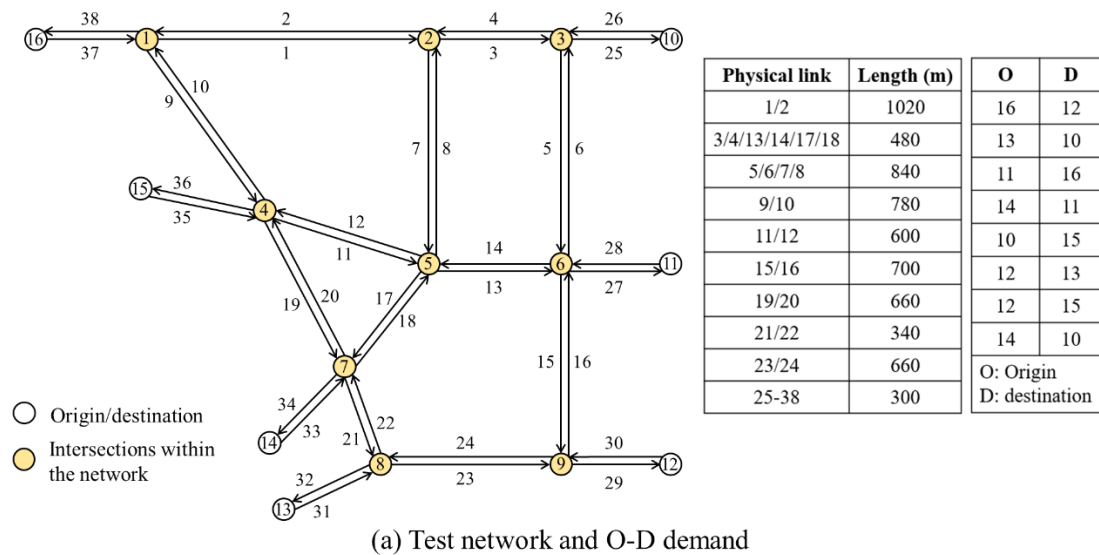 38 2 4 26
16 1 2 3 10
37 1 3 25
10
9
7 8 5 6
15 36
35 4 12
11 14 28
5 6 11
13 27
19 20 17
18
15 16
7
34
33 22
14 21 24 30
8 9 12
32 23 29
13 31
Origin/destination
Intersections within
the network
Physical link Length (m)
1/2 1020
3/4/13/14/17/18 480
5/6/7/8 840
9/10 780
11/12 600
15/16 700
19/20 660
21/22 340
23/24 660
25-38 300
O D
16 12
13 10
11 16
14 11
10 15
12 13
12 15
14 10
O: Origin
D: destination
(a) Test network and O-D demand